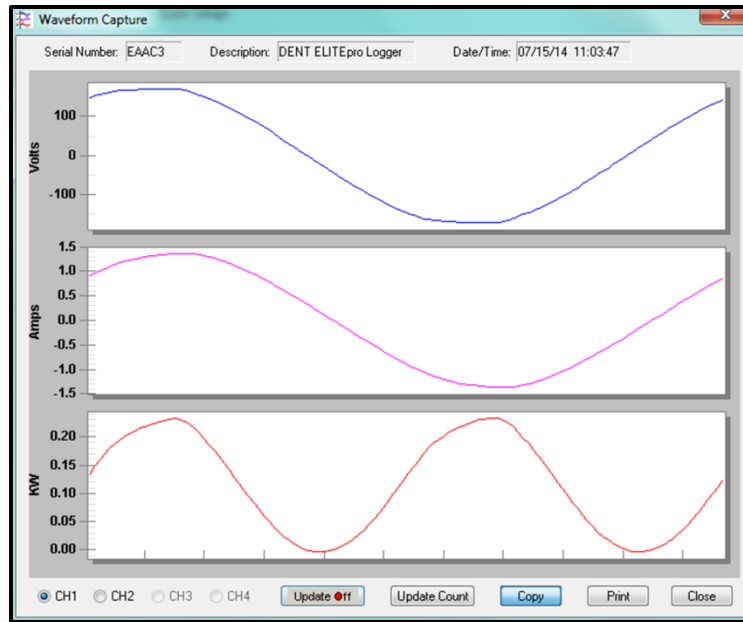 Waveform Capture
Serial Number: EAAC3 Description: DENT ELITEpro Logger Date/Time: 07/15/14 11:03:47
Volts
100
0
-100
Amps
1.5
1.0
0.5
0.0
-0.5
-1.0
-1.5
KW
0.20
0.15
0.10
0.05
0.00
CH1 CH2 CH3 CH4 Update Off Update Count Copy Print Close